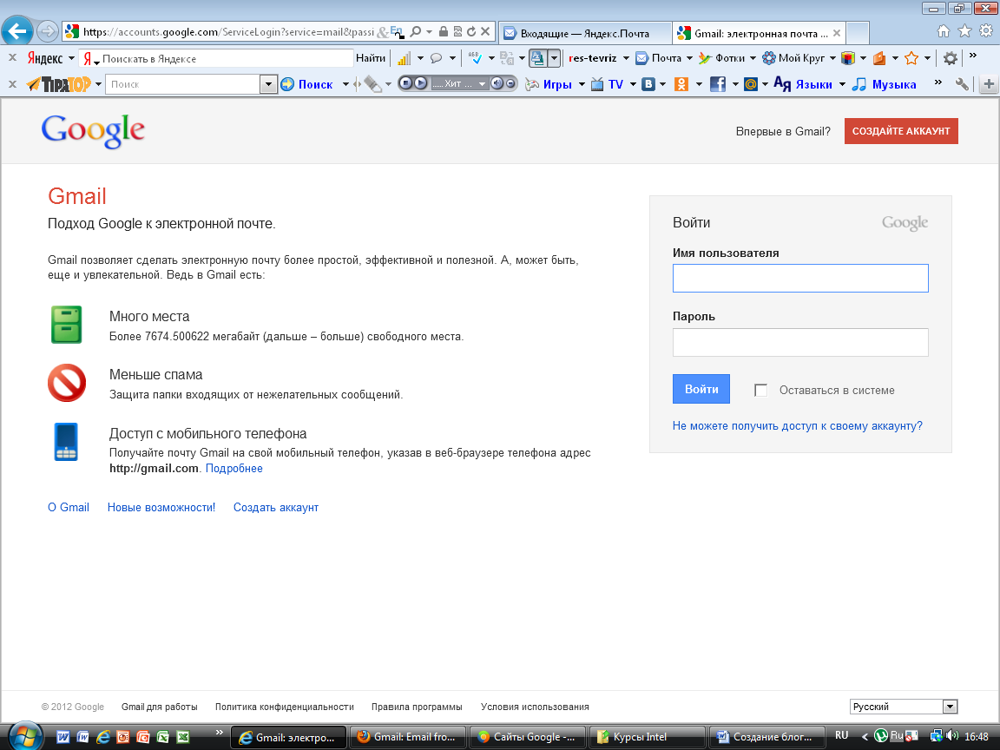 https://accounts.google.com/ServiceLogin?service=mail&passi
Входящие — Яндекс.Почта
Gmail: электронная почта ...
Яндекс
Я
Поискать в Яндексе
Найти
res-tevriz
Почта
Фотки
Мой Круг
»
ТIРАТОР
Поиск
Поиск
.....Хит ...
Игры
TV
В
f
Aя Языки
Музыка
»
Google
Впервые в Gmail?
СОЗДАЙТЕ АККАУНТ
Gmail
Подход Google к электронной почте.
Gmail позволяет сделать электронную почту более простой, эффективной и полезной. А, может быть,
еще и увлекательной. Ведь в Gmail есть:
Много места
Более 7674.500622 мегабайт (дальше – больше) свободного места.
Меньше спама
Защита папки входящих от нежелательных сообщений.
Доступ с мобильного телефона
Получайте почту Gmail на свой мобильный телефон, указав в веб-браузере телефона адрес
http://gmail.com. Подробнее
О Gmail
Новые возможности!
Создать аккаунт
Войти
Google
Имя пользователя
Пароль
Войти
Оставаться в системе
Не можете получить доступ к своему аккаунту?
© 2012 Google
Gmail для работы
Политика конфиденциальности
Правила программы
Условия использования
Русский
»
Gmail: электро...
Gmail: Email fro...
Сайты Google -...
Курсы Intel
Создание блог...
RU
Ru
16:48